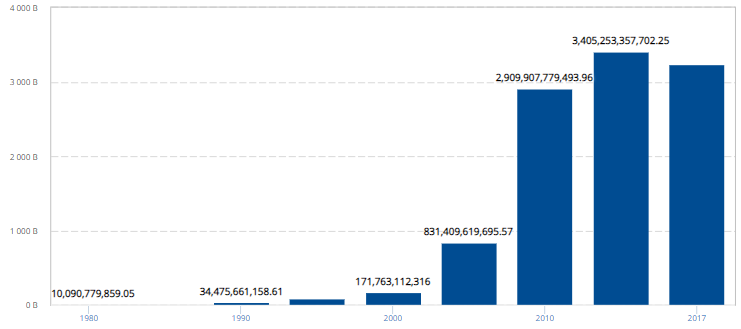 4 000 B
3,405,253,357,702.25
3 000 B
2,909,907,779,493.96
2 000 B
1 000 B
831,409,619,695.57
171,763,112,316
34,475,661,158.61
10,090,779,859.05
0 B
1980
1990
2000
2010
2017